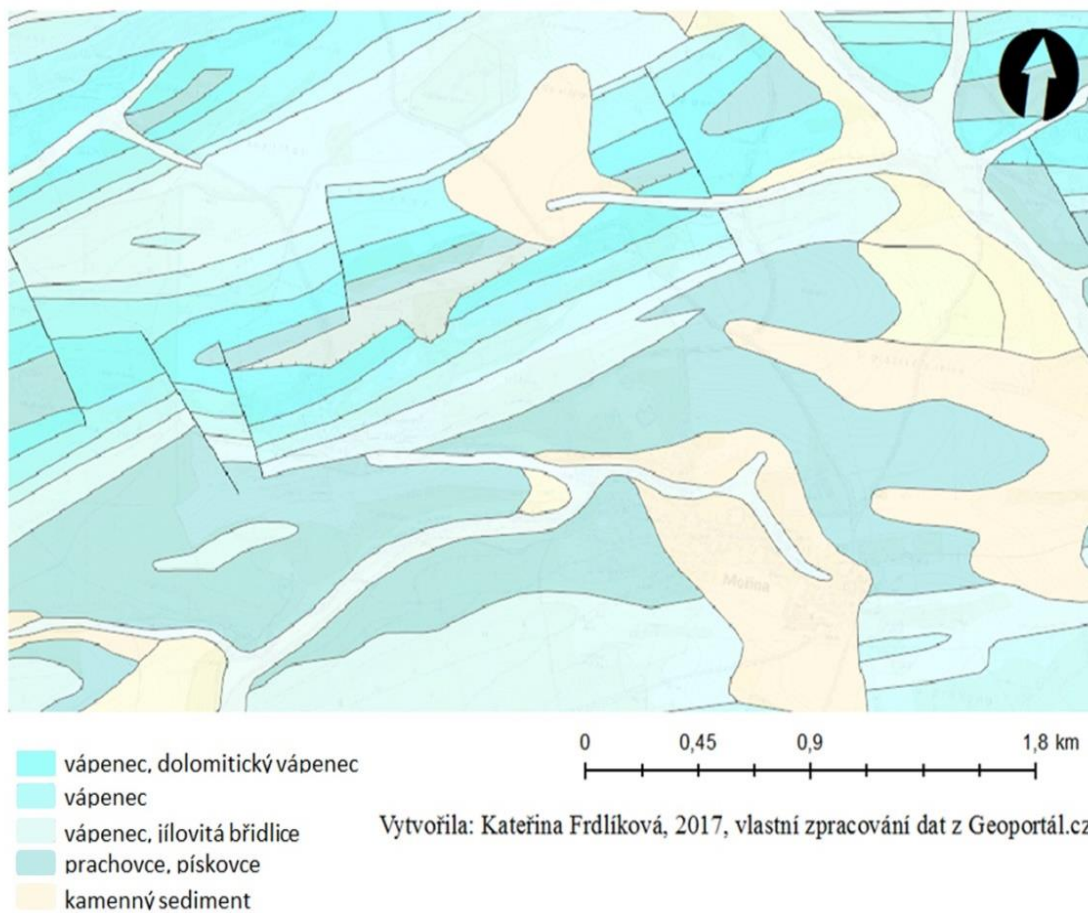 Mořina
0 0,45 0,9 1,8 km
vápenec, dolomitický vápenec
vápenec
vápenec, jílovitá břidlice
prachovce, pískovce
kamenný sediment
Vytvořila: Kateřina Frdlíková, 2017, vlastní zpracování dat z Geoportál.cz